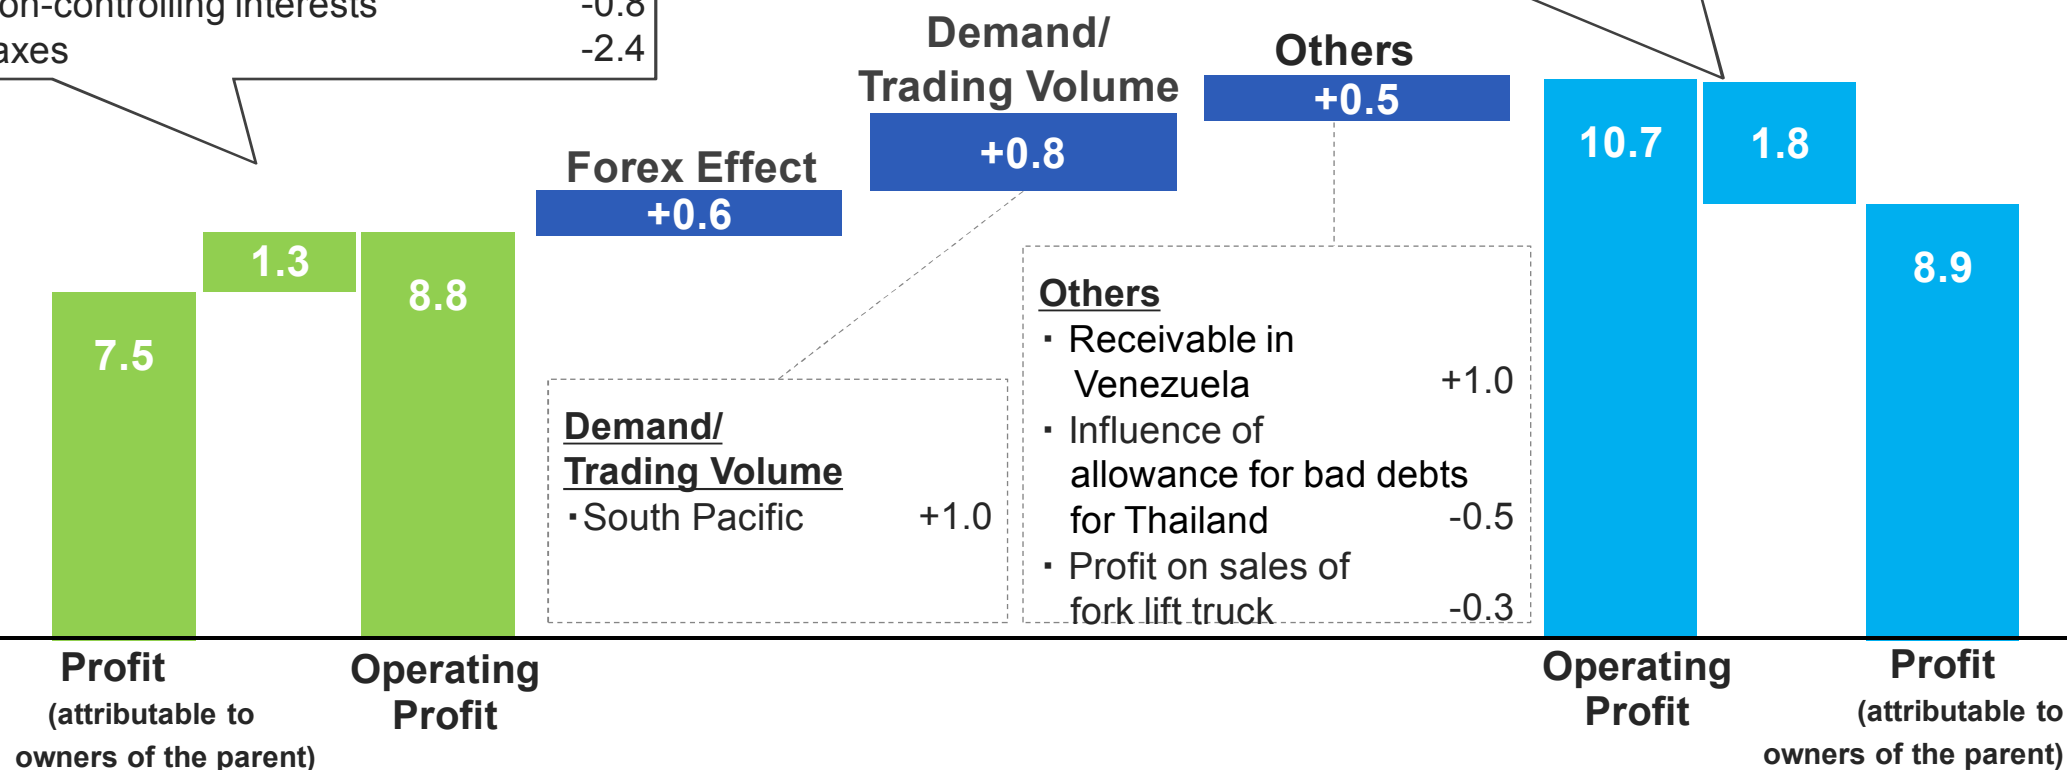 -0.8
-2.4
Demand/
Trading Volume
+0.8
Others
+0.5
Forex Effect
+0.6
1.3
7.5
8.8
10.7
1.8
8.9
Demand/
Trading Volume
・South Pacific +1.0
Others
・Receivable in
Venezuela +1.0
・Influence of
allowance for bad debts
for Thailand -0.5
・Profit on sales of
fork lift truck -0.3
Profit
(attributable to
owners of the parent)
Operating
Profit
Operating
Profit
Profit
(attributable to
owners of the parent)